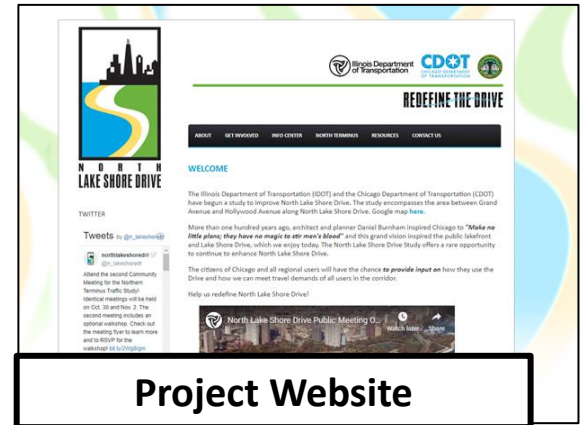 Illinois Department
of Transportation
CDOT
CHICAGO DEPARTMENT
OF TRANSPORTATION
REDEFINE THE DRIVE
ABOUT GET INVOLVED INFO CENTER NORTH TERMINUS RESOURCES CONTACT US
NORTH
LAKE SHORE DRIVE
WELCOME
The Illinois Department of Transportation (IDOT) and the Chicago Department of Transportation (CDOT)
have begun a study to improve North Lake Shore Drive. The study encompasses the area between Grand
Avenue and Hollywood Avenue along North Lake Shore Drive. Google map here.
More than one hundred years ago, architect and planner Daniel Burnham inspired Chicago to "Make no
little plans; they have no magic to stir men's blood" and this grand vision inspired the public lakefront
and Lake Shore Drive, which we enjoy today. The North Lake Shore Drive Study offers a rare opportunity
to continue to enhance North Lake Shore Drive.
The citizens of Chicago and all regional users will have the chance to provide input on how they use the
Drive and how we can meet travel demands of all users in the corridor.
Help us redefine North Lake Shore Drive!
TWITTER
Tweets by @n_lakeshoredr
northlakeshoredr
@n_lakeshoredr
Attend the second Community
Meeting for the Northern
Terminus Traffic Study!
Identical meetings will be held
on Oct. 30 and Nov. 2. The
second meeting includes an
optional workshop. Check out
the meeting flyer to learn more
and to RSVP for the
workshop!
North Lake Shore Drive Public Meeting O...
Watch later
Share
Project Website